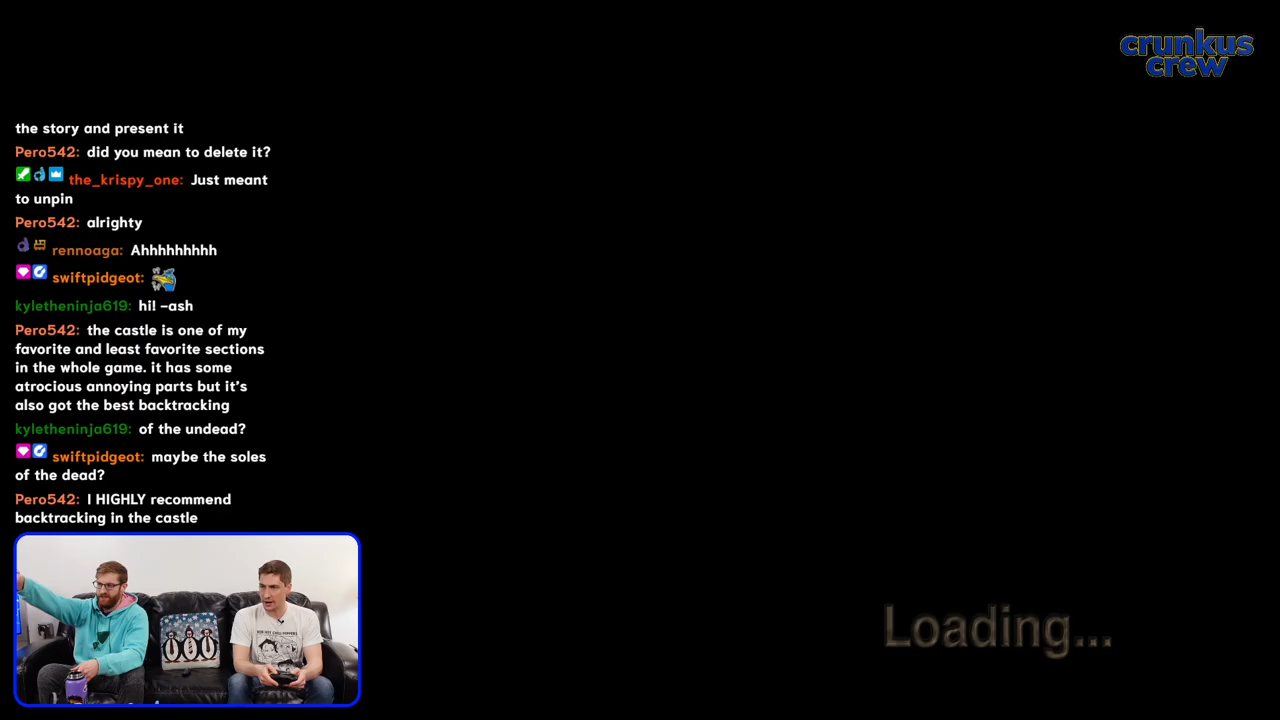 crunkus
crew
the story and present it
Pero542: did you mean to delete it?
the_krispy_one: Just meant
to unpin
Pero542: alrighty
rennoaga: Ahhhhhhhhh
swiftpidgeot:
kyletheninja619: hi! -ash
Pero542: the castle is one of my
favorite and least favorite sections
in the whole game. it has some
atrocious annoying parts but it's
also got the best backtracking
kyletheninja619: of the undead?
swiftpidgeot: maybe the soles
of the dead?
Pero542: I HIGHLY recommend
backtracking in the castle
Loading...